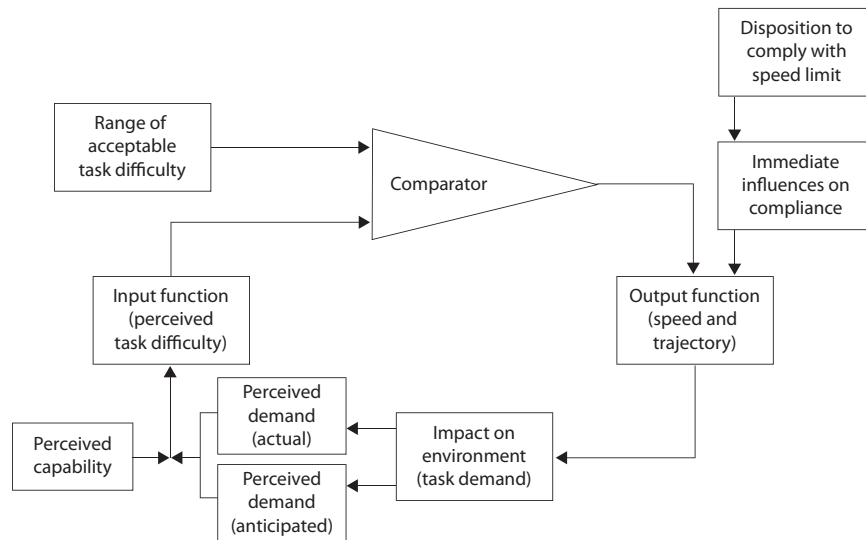 Disposition to
comply with
speed limit
Range of
acceptable
task difficulty
Comparator
Immediate
influences on
compliance
Input function
(perceived
task difficulty)
Output function
(speed and
trajectory)
Perceived
demand
(actual)
Perceived
capability
Impact on
environment
(task demand)
Perceived
demand
(anticipated)